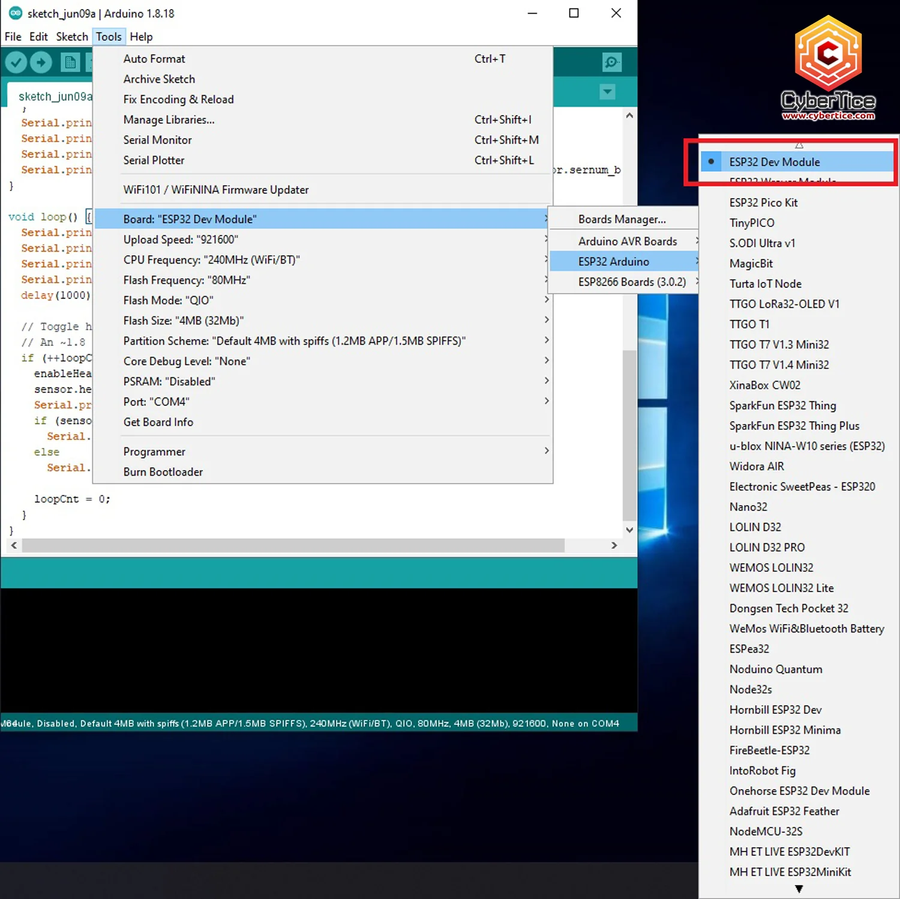 sketch_jun09a | Arduino 1.8.18
File Edit Sketch Tools Help
sketch_jun09a
Serial.prin
Serial.prin
Serial.prin
Serial.prin or.sernum_b
}
void loop() {
Serial.prin
Serial.prin
Serial.prin
Serial.prin
delay(1000)
// Toggle h
// An ~1.8
if (++loopC
enableHea
sensor.he
Serial.pr
if (senso
Serial.
else
Serial.
loopCnt = 0;
}
}
Auto Format Ctrl+T
Archive Sketch
Fix Encoding & Reload
Manage Libraries... Ctrl+Shift+I
Serial Monitor Ctrl+Shift+M
Serial Plotter Ctrl+Shift+L
WiFi101 / WiFiNINA Firmware Updater
Board: "ESP32 Dev Module"
Upload Speed: "921600"
CPU Frequency: "240MHz (WiFi/BT)"
Flash Frequency: "80MHz"
Flash Mode: "QIO"
Flash Size: "4MB (32Mb)"
Partition Scheme: "Default 4MB with spiffs (1.2MB APP/1.5MB SPIFFS)"
Core Debug Level: "None"
PSRAM: "Disabled"
Port: "COM4"
Get Board Info
Programmer
Burn Bootloader
Boards Manager...
Arduino AVR Boards
ESP32 Arduino
ESP8266 Boards (3.0.2)
CyberTice
www.cybertice.com
ESP32 Dev Module
ESP32 Wrover Module
ESP32 Pico Kit
TinyPICO
S.ODI Ultra v1
MagicBit
Turta IoT Node
TTGO LoRa32-OLED V1
TTGO T1
TTGO T7 V1.3 Mini32
TTGO T7 V1.4 Mini32
XinaBox CW02
SparkFun ESP32 Thing
SparkFun ESP32 Thing Plus
u-blox NINA-W10 series (ESP32)
Widora AIR
Electronic SweetPeas - ESP320
Nano32
LOLIN D32
LOLIN D32 PRO
WEMOS LOLIN32
WEMOS LOLIN32 Lite
Dongsen Tech Pocket 32
WeMos WiFi&Bluetooth Battery
ESPea32
Noduino Quantum
Node32s
Hornbill ESP32 Dev
Hornbill ESP32 Minima
FireBeetle-ESP32
IntoRobot Fig
Onehorse ESP32 Dev Module
Adafruit ESP32 Feather
NodeMCU-32S
MH ET LIVE ESP32DevKIT
MH ET LIVE ESP32MiniKit
Disabled, Default 4MB with spiffs (1.2MB APP/1.5MB SPIFFS), 240MHz (WiFi/BT), QIO, 80MHz, 4MB (32Mb), 921600, None on COM4